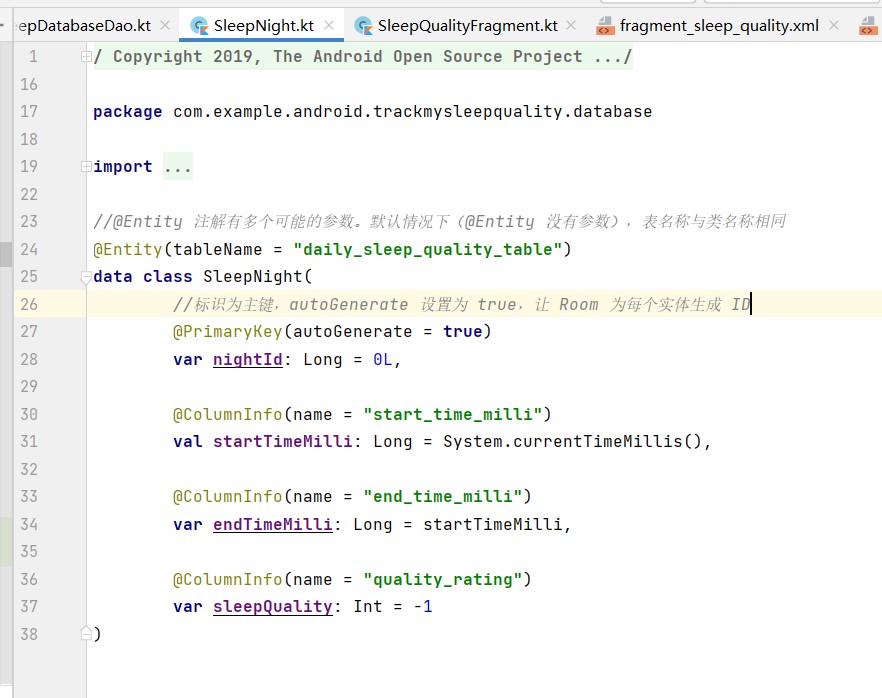 epDatabaseDao.kt SleepNight.kt SleepQualityFragment.kt fragment_sleep_quality.xml
1 / Copyright 2019, The Android Open Source Project .../
16
17 package com.example.android.trackmysleepquality.database
18
19 import ...
22
23 //@Entity 注解有多个可能的参数。默认情况下（@Entity 没有参数），表名称与类名称相同
24 @Entity(tableName = "daily_sleep_quality_table")
25 data class SleepNight(
26 //标识为主键，autoGenerate 设置为 true，让 Room 为每个实体生成 ID
27 @PrimaryKey(autoGenerate = true)
28 var nightId: Long = 0L,
29
30 @ColumnInfo(name = "start_time_milli")
31 val startTimeMilli: Long = System.currentTimeMillis(),
32
33 @ColumnInfo(name = "end_time_milli")
34 var endTimeMilli: Long = startTimeMilli,
35
36 @ColumnInfo(name = "quality_rating")
37 var sleepQuality: Int = -1
38 )